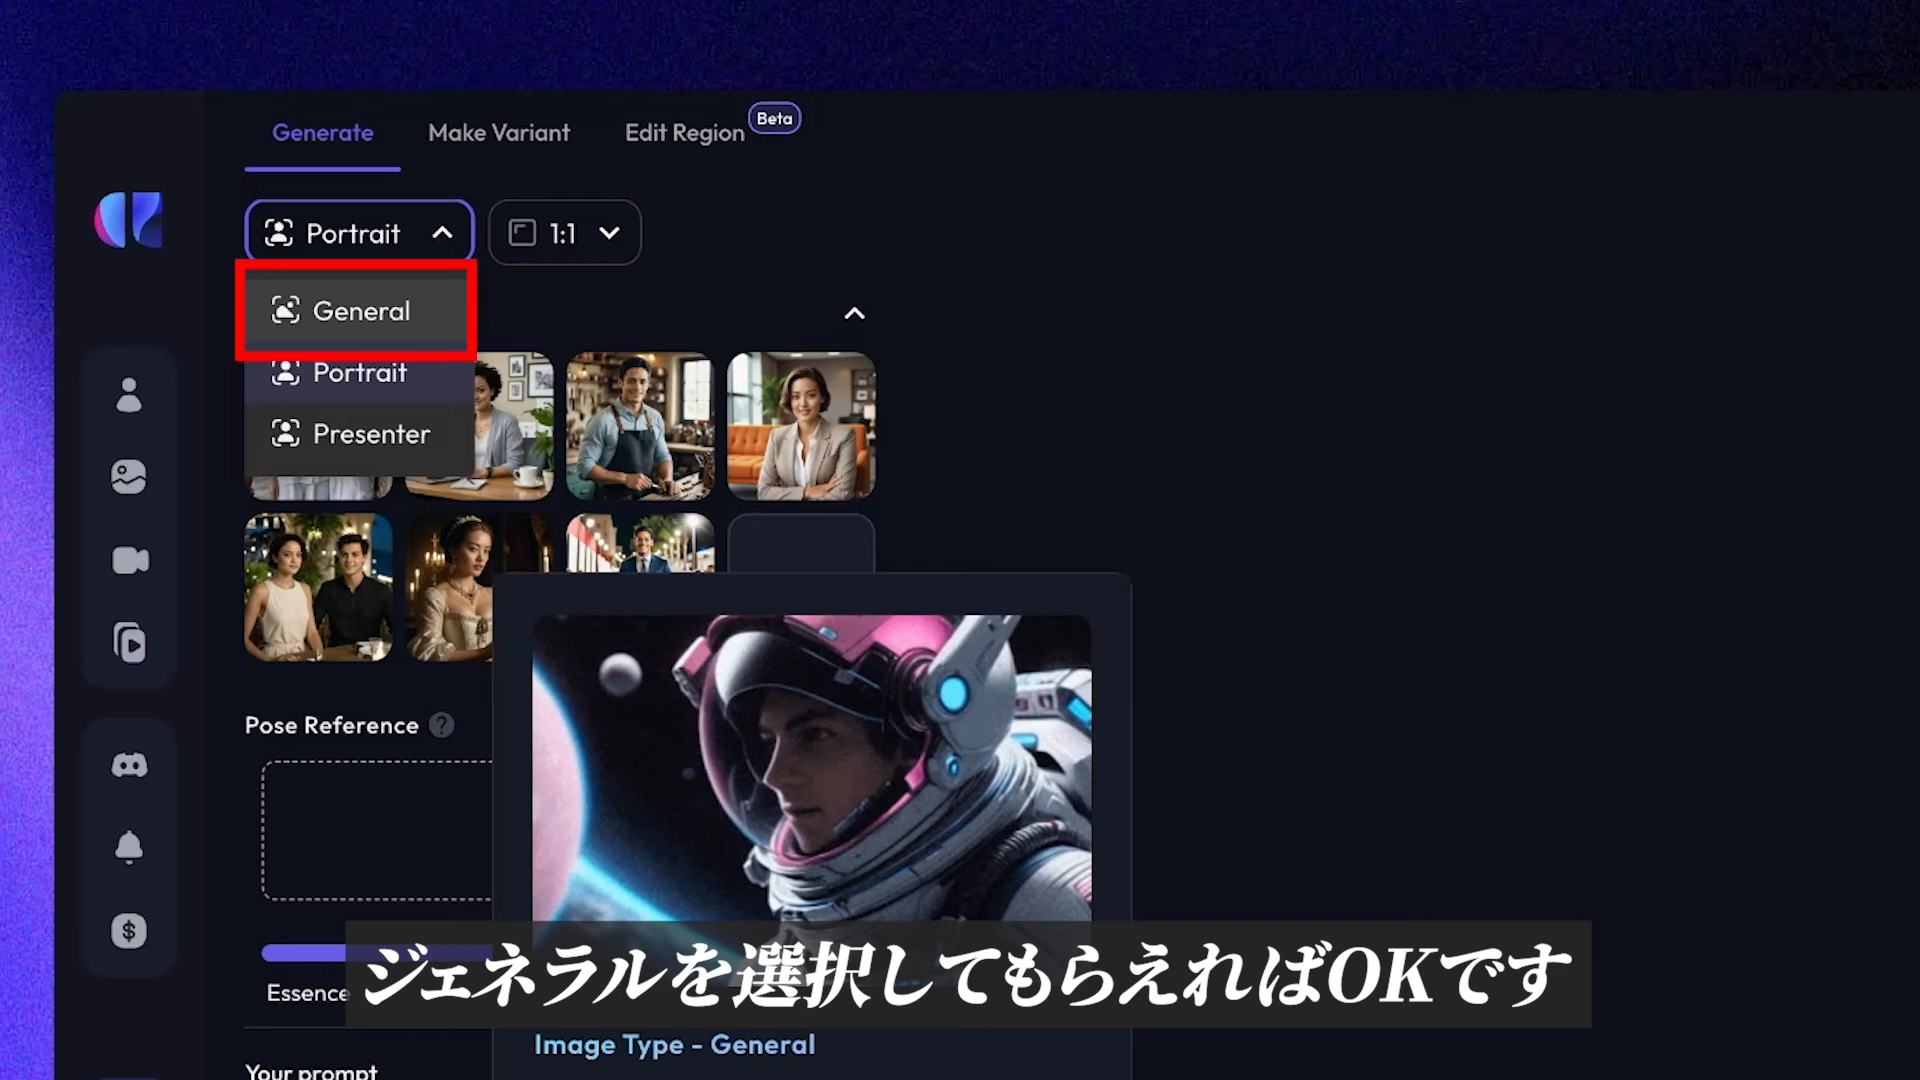 Generate
Make Variant
Edit Region
Beta
Portrait
1:1
General
Portrait
Presenter
Pose Reference
?
Essence
ジェネラルを選択してもらえればOKです
Image Type - General
Your prompt